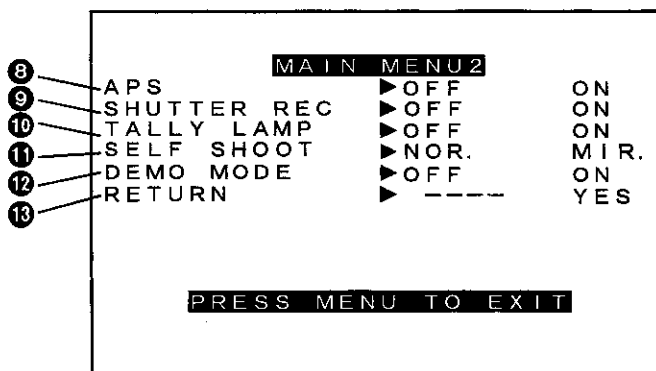 MAIN MENU2
8 APS ▶OFF ON
9 SHUTTER REC ▶OFF ON
10 TALLY LAMP ▶OFF ON
11 SELF SHOOT ▶NOR. MIR.
12 DEMO MODE ▶OFF ON
13 RETURN ▶ ---- YES
PRESS MENU TO EXIT